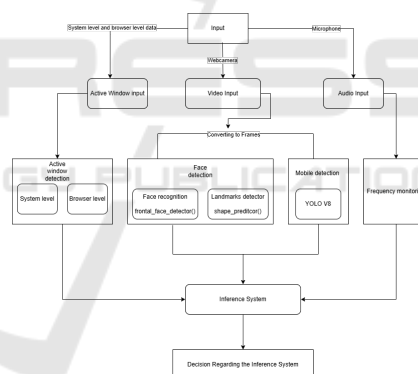 Input
System level and browser level data
Microphone
Webcamera
Active Window input
Video Input
Audio Input
Converting to Frames
Active
window
detection
System level
Browser level
Face
detection
Face recognition
frontal_face_detector()
Landmarks detector
shape_preditcor()
Mobile detection
YOLO V8
Frequency monitori
Inference System
Decision Regarding the Inference System